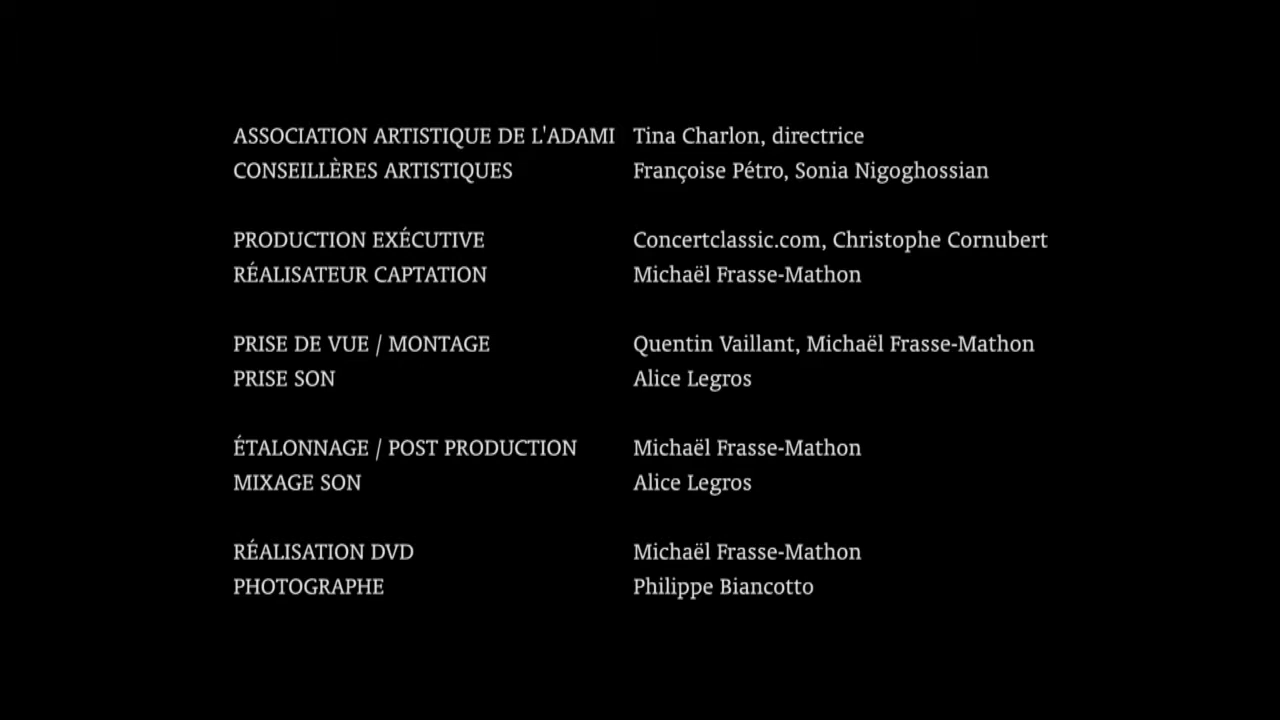 ASSOCIATION ARTISTIQUE DE L'ADAMI Tina Charlon, directrice
CONSEILLÈRES ARTISTIQUES Françoise Pétro, Sonia Nigoghossian
PRODUCTION EXÉCUTIVE Concertclassic.com, Christophe Cornubert
RÉALISATEUR CAPTATION Michaël Frasse-Mathon
PRISE DE VUE / MONTAGE Quentin Vaillant, Michaël Frasse-Mathon
PRISE SON Alice Legros
ÉTALONNAGE / POST PRODUCTION Michaël Frasse-Mathon
MIXAGE SON Alice Legros
RÉALISATION DVD Michaël Frasse-Mathon
PHOTOGRAPHE Philippe Biancotto